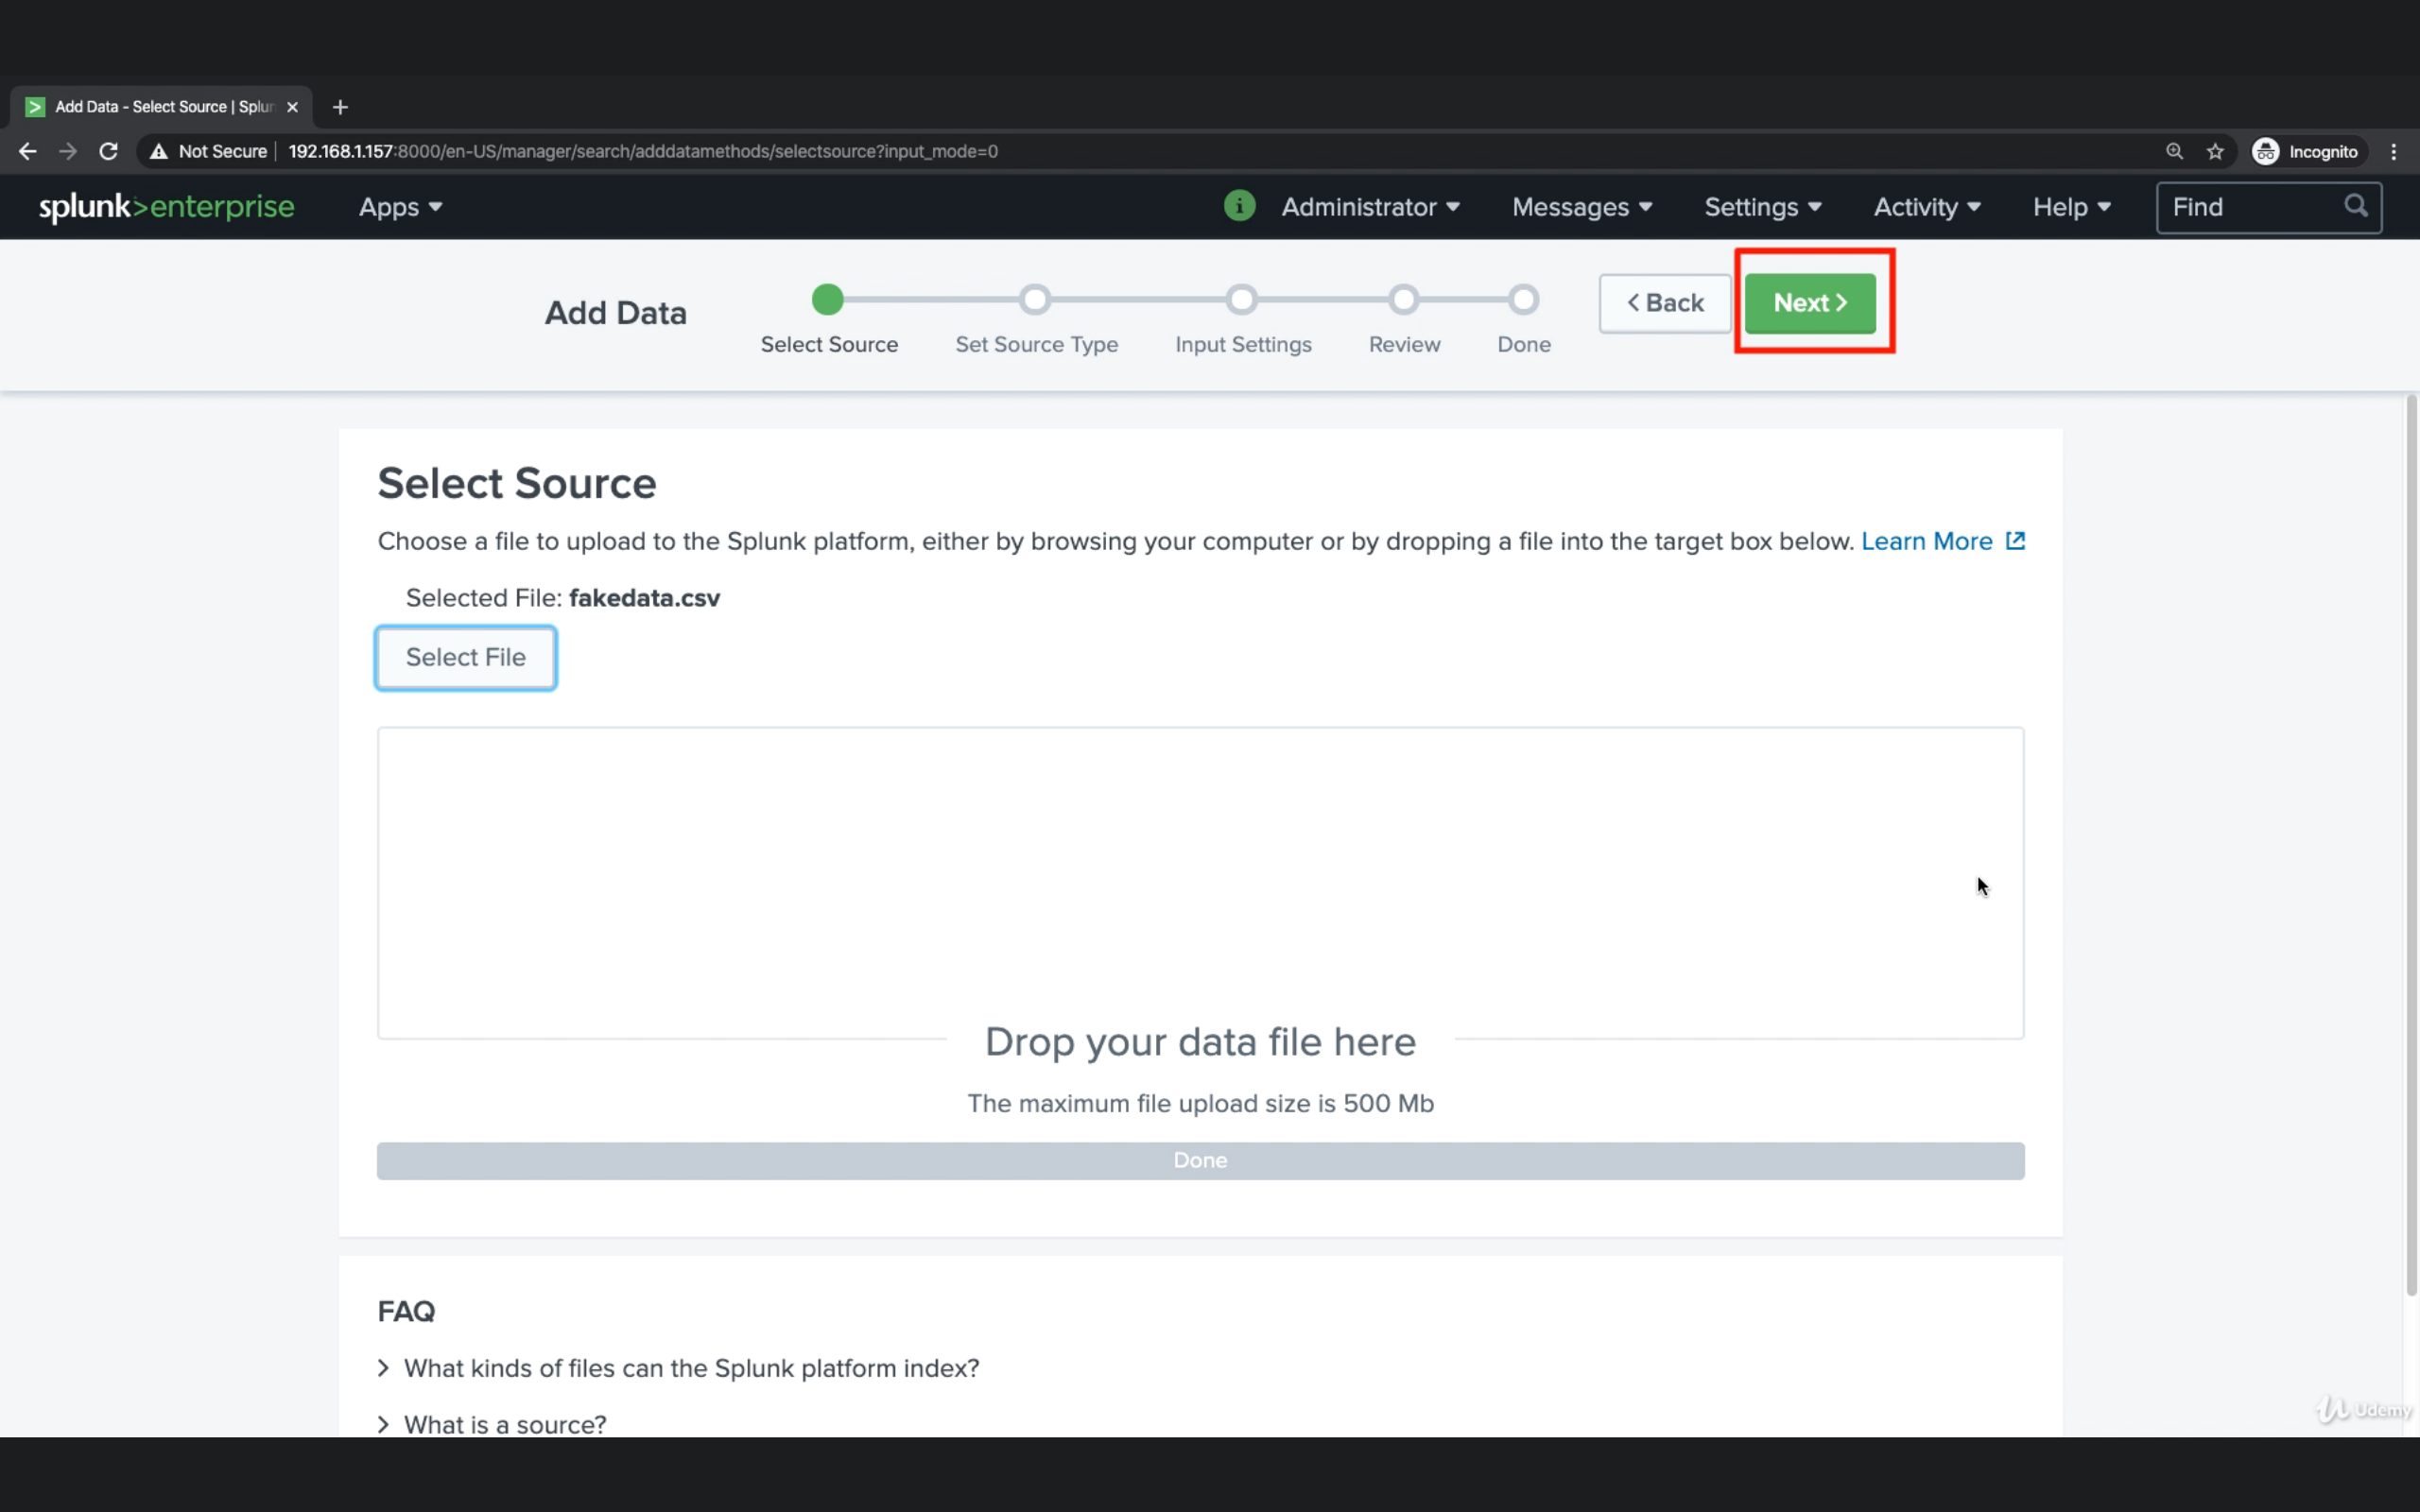 Add Data - Select Source | Splun
Not Secure 192.168.1.157:8000/en-US/manager/search/adddatamethods/selectsource?input_mode=0 Incognito
splunk>enterprise Apps i Administrator Messages Settings Activity Help Find
Add Data
Select Source Set Source Type Input Settings Review Done
< Back Next >
Select Source
Choose a file to upload to the Splunk platform, either by browsing your computer or by dropping a file into the target box below. Learn More
Selected File: fakedata.csv
Select File
Drop your data file here
The maximum file upload size is 500 Mb
Done
FAQ
> What kinds of files can the Splunk platform index?
> What is a source?
Udemy